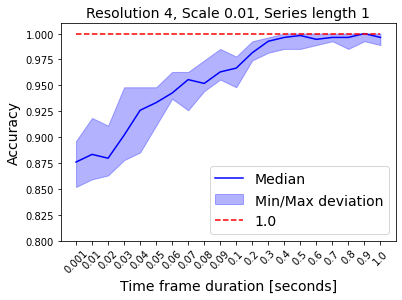 Resolution 4, Scale 0.01, Series length 1
Accuracy
1.000
0.975
0.950
0.925
0.900
0.875
0.850
0.825
0.800
Median
Min/Max deviation
1.0
0.001 0.01 0.02 0.03 0.04 0.05 0.06 0.07 0.08 0.09 0.1 0.2 0.3 0.4 0.5 0.6 0.7 0.8 0.9 1.0
Time frame duration [seconds]